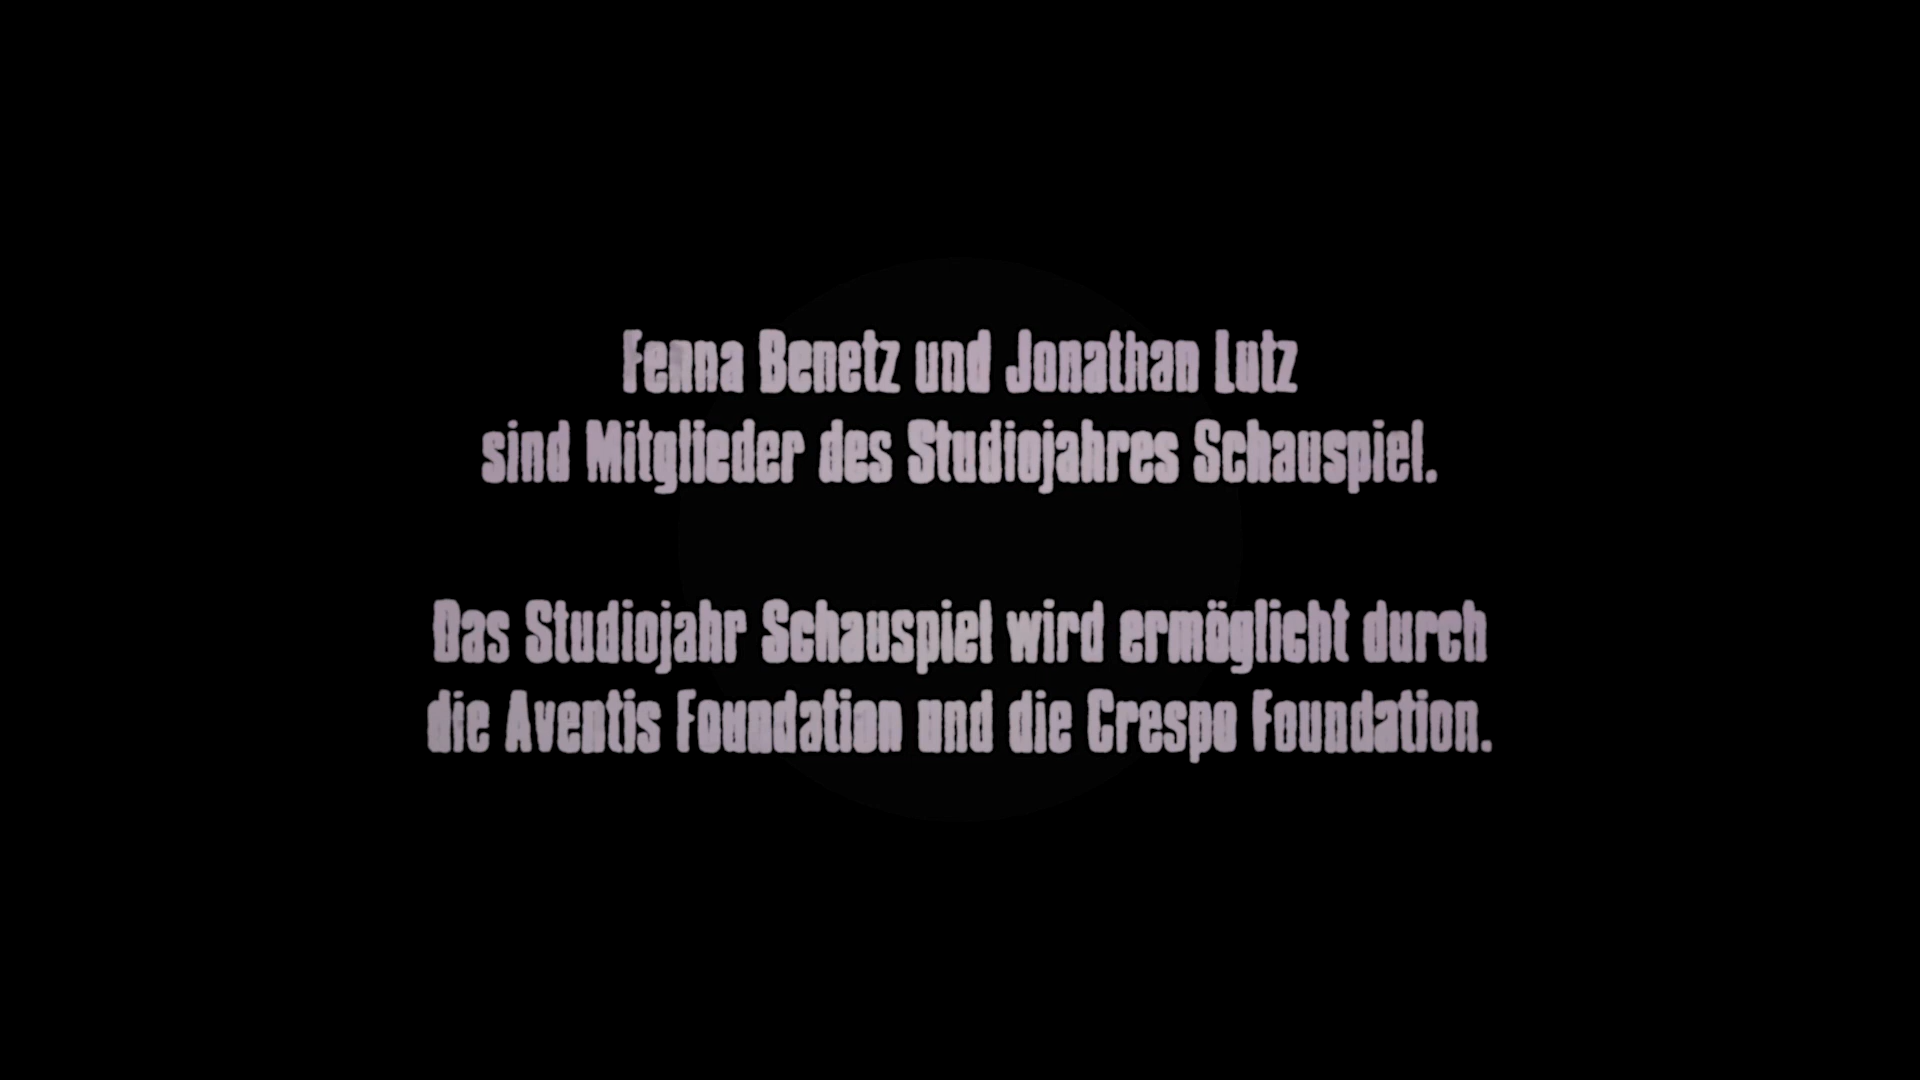 Fenna Benetz und Jonathan Lutz
sind Mitglieder des Studiojahres Schauspiel.
Das Studiojahr Schauspiel wird ermöglicht durch
die Aventis Foundation und die Crespo Foundation.